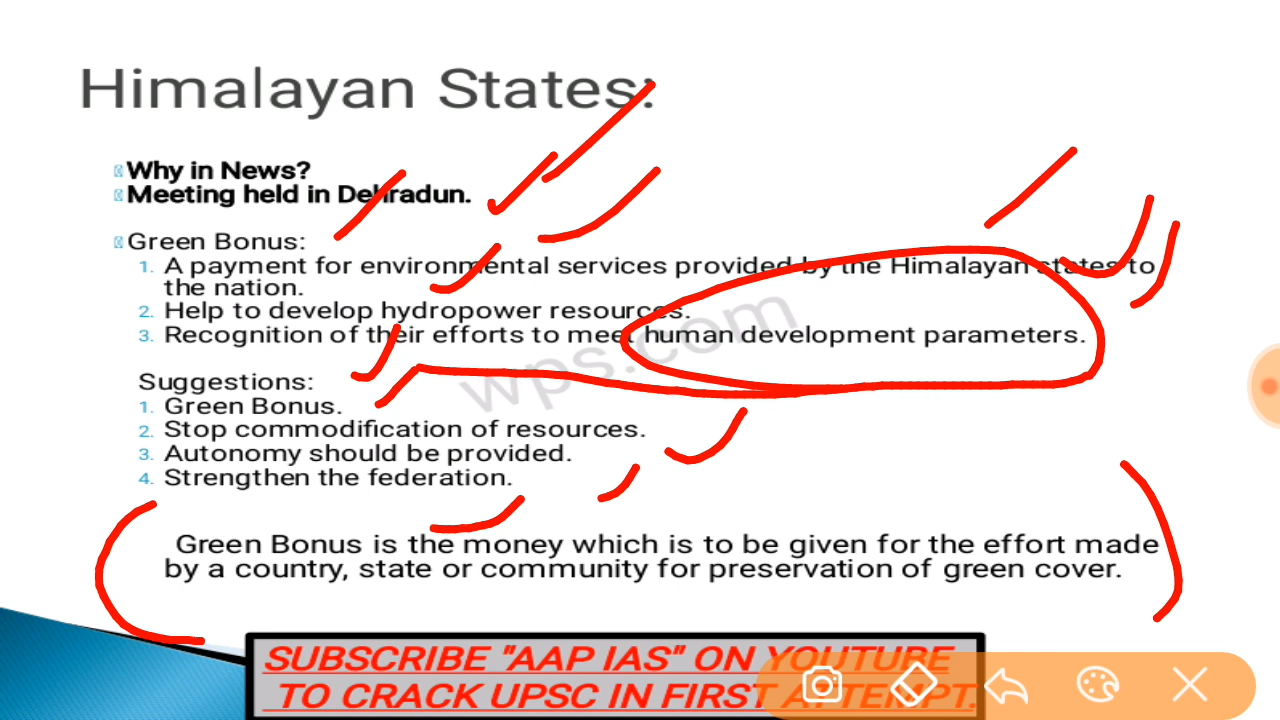 Himalayan States:
Why in News?
Meeting held in Dehradun.
Green Bonus:
1. A payment for environmental services provided by the Himalayan states to
the nation.
2. Help to develop hydropower resources.
3. Recognition of their efforts to meet human development parameters.
Suggestions:
1. Green Bonus.
2. Stop commodification of resources.
3. Autonomy should be provided.
4. Strengthen the federation.
Green Bonus is the money which is to be given for the effort made
by a country, state or community for preservation of green cover.
wps.com
SUBSCRIBE "AAP IAS" ON YOUTUBE
TO CRACK UPSC IN FIRST ATTEMPT.